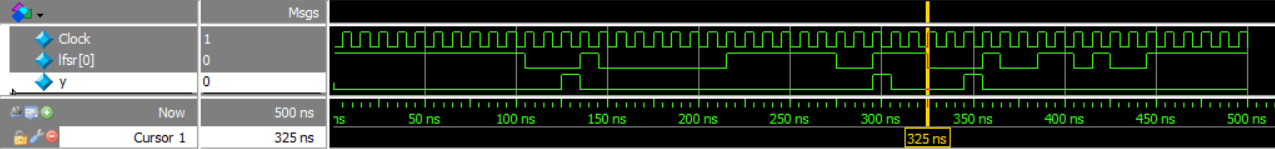 Msgs
Clock 1
lfsr[0] 0
y 0
Now 500 ns
ns 50 ns 100 ns 150 ns 200 ns 250 ns 300 ns 350 ns 400 ns 450 ns 500 ns
Cursor 1 325 ns
325 ns